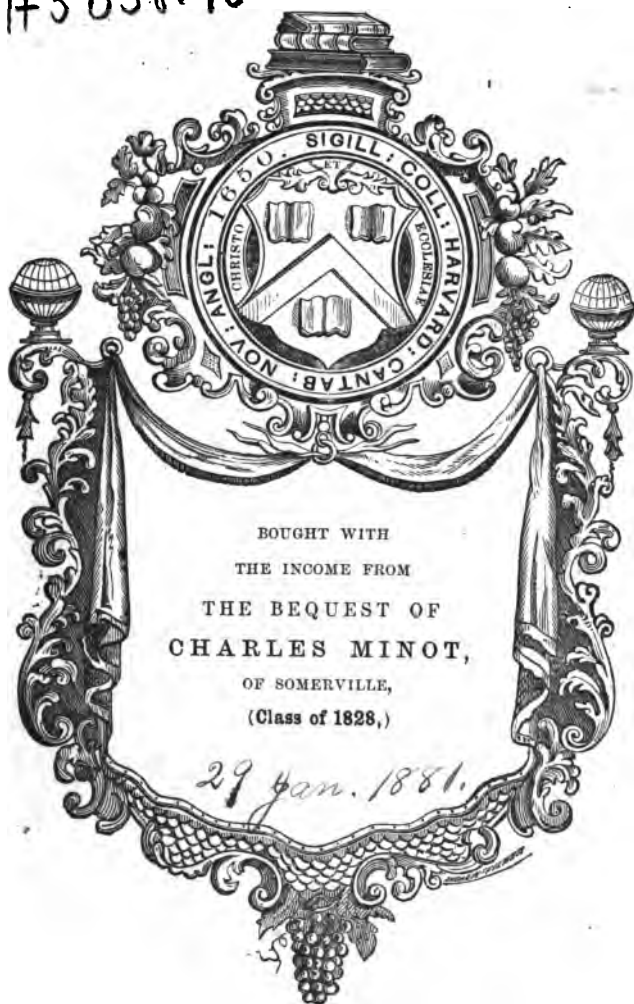 SIGILL: COLL: HARVARD: CANTAB: NOV: ANGL: 1650.
ET
CHRISTO
ECCLESIAE
BOUGHT WITH
THE INCOME FROM
THE BEQUEST OF
CHARLES MINOT,
OF SOMERVILLE,
(Class of 1828,)
29 Jan. 1881.